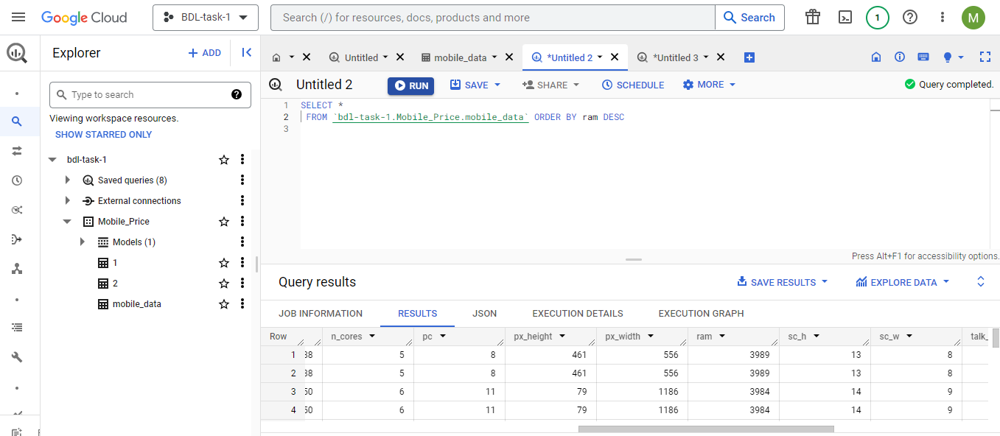 Google Cloud
BDL-task-1
Search (/) for resources, docs, products and more
Search
1
M
Explorer
+ ADD
Untitled
mobile_data
*Untitled 2
*Untitled 3
Type to search
Viewing workspace resources.
SHOW STARRED ONLY
bdl-task-1
Saved queries (8)
External connections
Mobile_Price
Models (1)
1
2
mobile_data
Untitled 2
RUN
SAVE
SHARE
SCHEDULE
MORE
Query completed.
1 SELECT *
2 FROM `bdl-task-1.Mobile_Price.mobile_data` ORDER BY ram DESC
3
Press Alt+F1 for accessibility options.
Query results
SAVE RESULTS
EXPLORE DATA
JOB INFORMATION
RESULTS
JSON
EXECUTION DETAILS
EXECUTION GRAPH
Row n_cores pc px_height px_width ram sc_h sc_w talk_
1 38 5 8 461 556 3989 13 8
2 38 5 8 461 556 3989 13 8
3 50 6 11 79 1186 3984 14 9
4 50 6 11 79 1186 3984 14 9